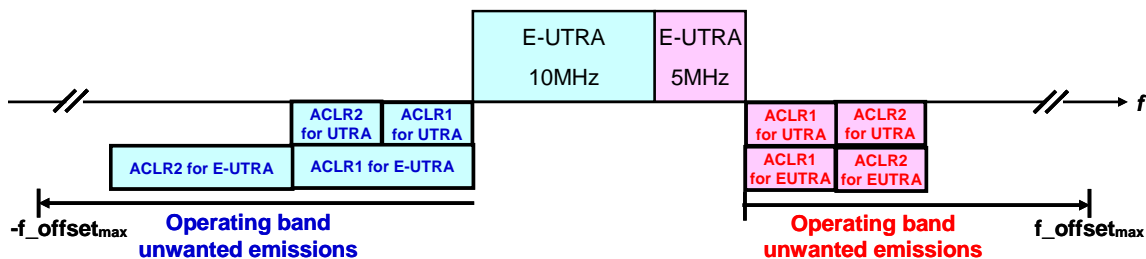 E-UTRA
10MHz
E-UTRA
5MHz
f
ACLR2
for UTRA
ACLR1
for UTRA
ACLR1
for UTRA
ACLR2
for UTRA
ACLR2 for E-UTRA
ACLR1 for E-UTRA
ACLR1
for EUTRA
ACLR2
for EUTRA
-f_offsetmax
Operating band
unwanted emissions
Operating band
unwanted emissions
f_offsetmax